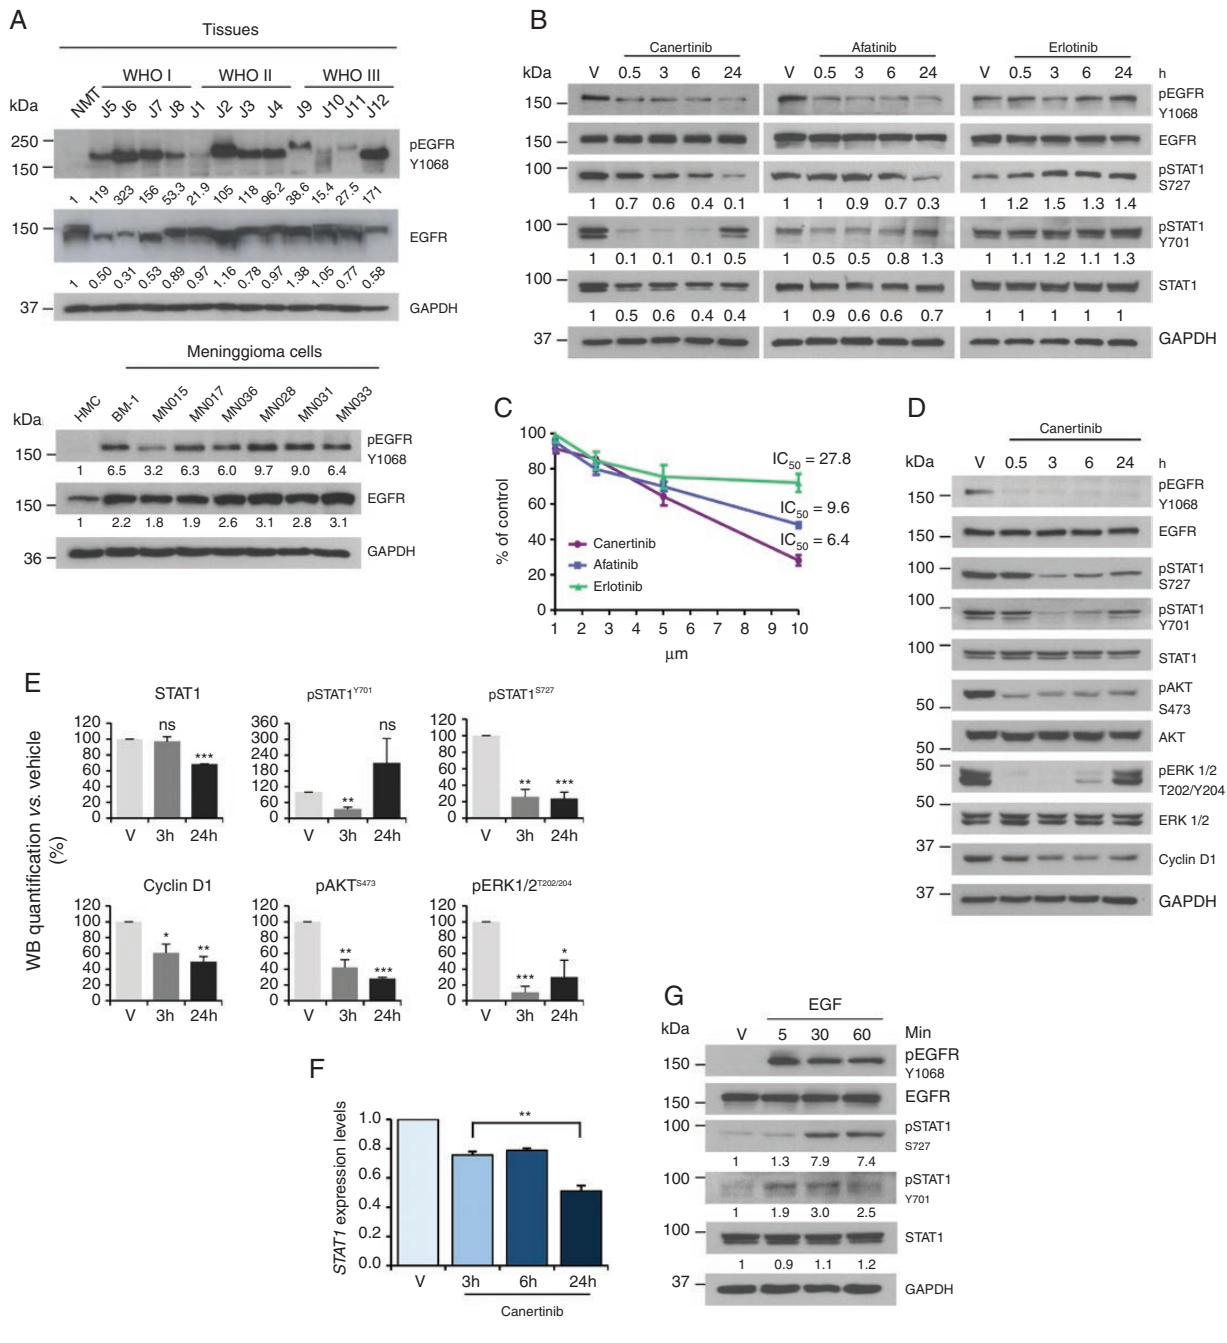 A
Tissues
WHO I WHO II WHO III
kDa NMT J5 J6 J7 J8 J1 J2 J3 J4 J9 J10 J11 J12
250
150
pEGFR
Y1068
1 119 323 156 53.3 21.9 105 118 96.2 38.6 15.4 27.5 171
150 EGFR
1 0.50 0.31 0.53 0.89 0.97 1.16 0.78 0.97 1.38 1.05 0.77 0.58
37 GAPDH
Meninggioma cells
kDa HMC BM-1 MN015 MN017 MN036 MN028 MN031 MN033
150 pEGFR
Y1068
1 6.5 3.2 6.3 6.0 9.7 9.0 6.4
150 EGFR
1 2.2 1.8 1.9 2.6 3.1 2.8 3.1
36 GAPDH
B
Canertinib Afatinib Erlotinib
kDa V 0.5 3 6 24 V 0.5 3 6 24 V 0.5 3 6 24 h
150 pEGFR
Y1068
150 EGFR
100 pSTAT1
S727
1 0.7 0.6 0.4 0.1 1 1 0.9 0.7 0.3 1 1.2 1.5 1.3 1.4
100 pSTAT1
Y701
1 0.1 0.1 0.1 0.5 1 0.5 0.5 0.8 1.3 1 1.1 1.2 1.1 1.3
100 STAT1
1 0.5 0.6 0.4 0.4 1 0.9 0.6 0.6 0.7 1 1 1 1 1
37 GAPDH
C
% of control
100
80
60
40
20
0
IC50 = 27.8
IC50 = 9.6
IC50 = 6.4
Canertinib
Afatinib
Erlotinib
1 2 3 4 5 6 7 8 9 10
μm
D
Canertinib
kDa V 0.5 3 6 24 h
150 pEGFR
Y1068
150 EGFR
100 pSTAT1
S727
100 pSTAT1
Y701
100 STAT1
50 pAKT
S473
50 AKT
50 pERK 1/2
T202/Y204
50 ERK 1/2
37 Cyclin D1
37 GAPDH
E
WB quantification vs. vehicle
(%)
STAT1
120
100
80
60
40
20
0
ns
***
V 3h 24h
pSTAT1Y701
360
300
240
180
120
60
0
**
ns
V 3h 24h
pSTAT1S727
120
100
80
60
40
20
0
**
***
V 3h 24h
Cyclin D1
120
100
80
60
40
20
0
*
**
V 3h 24h
pAKTS473
120
100
80
60
40
20
0
**
***
V 3h 24h
pERK1/2T202/204
120
100
80
60
40
20
0
***
*
V 3h 24h
F
STAT1 expression levels
1.0
0.8
0.6
0.4
0.2
0.0
**
V 3h 6h 24h
Canertinib
G
EGF
kDa V 5 30 60 Min
150 pEGFR
Y1068
150 EGFR
100 pSTAT1
S727
1 1.3 7.9 7.4
100 pSTAT1
Y701
1 1.9 3.0 2.5
100 STAT1
1 0.9 1.1 1.2
37 GAPDH